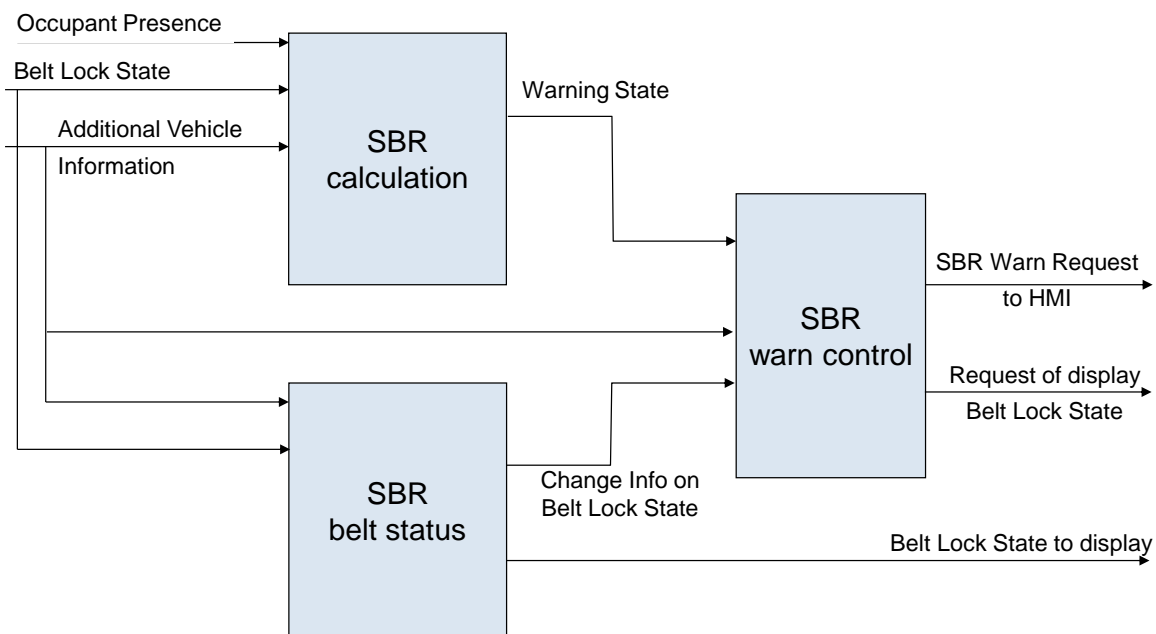 Occupant Presence
Belt Lock State
Additional Vehicle
Information
SBR
calculation
Warning State
SBR
warn control
SBR Warn Request
to HMI
Request of display
Belt Lock State
SBR
belt status
Change Info on
Belt Lock State
Belt Lock State to display